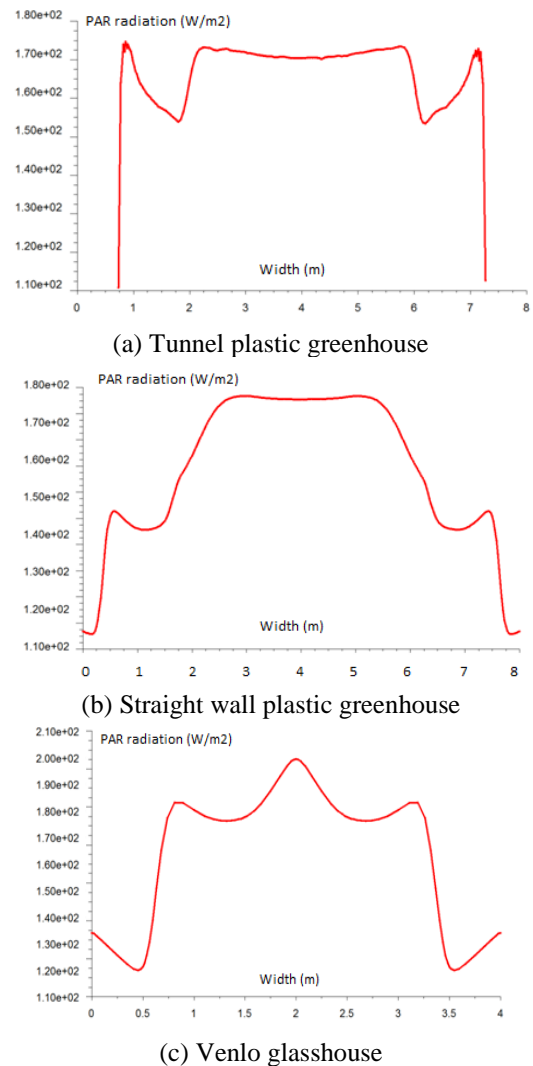 PAR radiation (W/m2)
1.80e+02
1.70e+02
1.60e+02
1.50e+02
1.40e+02
1.30e+02
1.20e+02
1.10e+02
Width (m)
0 1 2 3 4 5 6 7 8
(a) Tunnel plastic greenhouse
PAR radiation (W/m2)
1.80e+02
1.70e+02
1.60e+02
1.50e+02
1.40e+02
1.30e+02
1.20e+02
1.10e+02
Width (m)
0 1 2 3 4 5 6 7 8
(b) Straight wall plastic greenhouse
PAR radiation (W/m2)
2.10e+02
2.00e+02
1.90e+02
1.80e+02
1.70e+02
1.60e+02
1.50e+02
1.40e+02
1.30e+02
1.20e+02
1.10e+02
Width (m)
0 0.5 1 1.5 2 2.5 3 3.5 4
(c) Venlo glasshouse